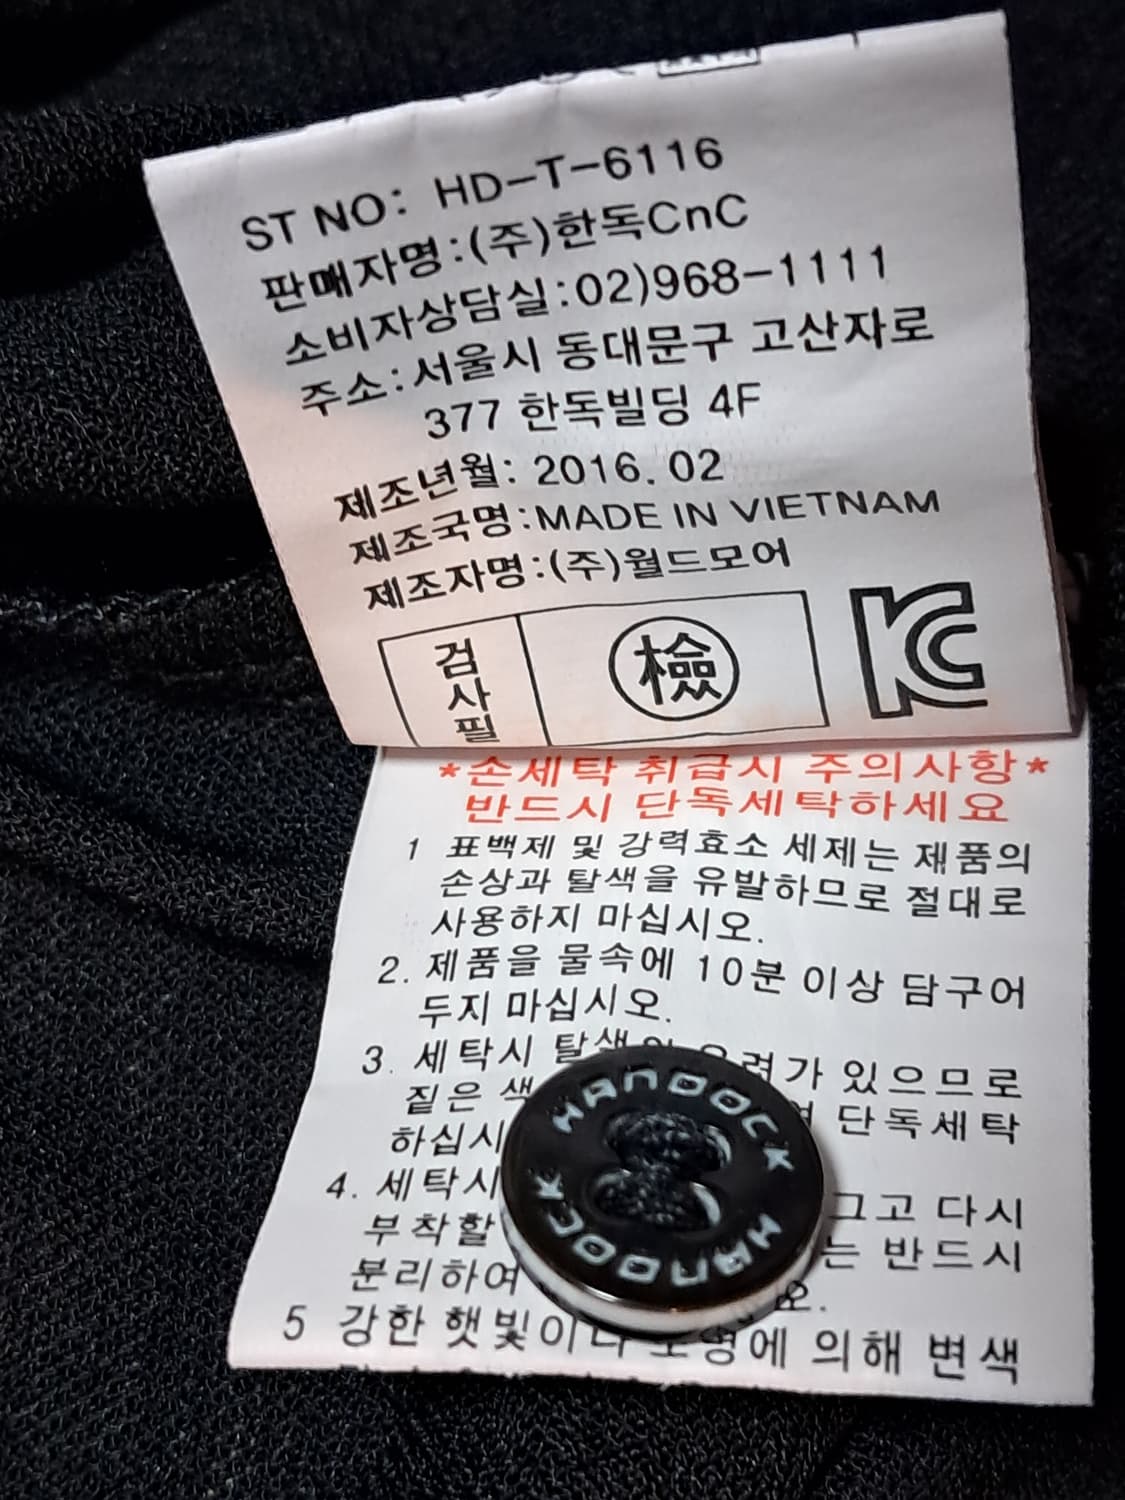 ST NO: HD-T-6116
판매자명:(주)한독CnC
소비자상담실:02)968-1111
주소:서울시 동대문구 고산자로
377 한독빌딩 4F
제조년월: 2016. 02
제조국명:MADE IN VIETNAM
제조자명:(주)월드모어
검사필
檢
KC
*손세탁 취급시 주의사항*
반드시 단독세탁하세요
1 표백제 및 강력효소 세제는 제품의
손상과 탈색을 유발하므로 절대로
사용하지 마십시오.
2. 제품을 물속에 10분 이상 담구어
두지 마십시오.
3. 세탁시 탈색의 우려가 있으므로
짙은 색 단독세탁
하십시
4. 세탁시 그고 다시
부착할 는 반드시
분리하여 오.
5 강한 햇빛이나 조명에 의해 변색
HANDOCK HANDOCK